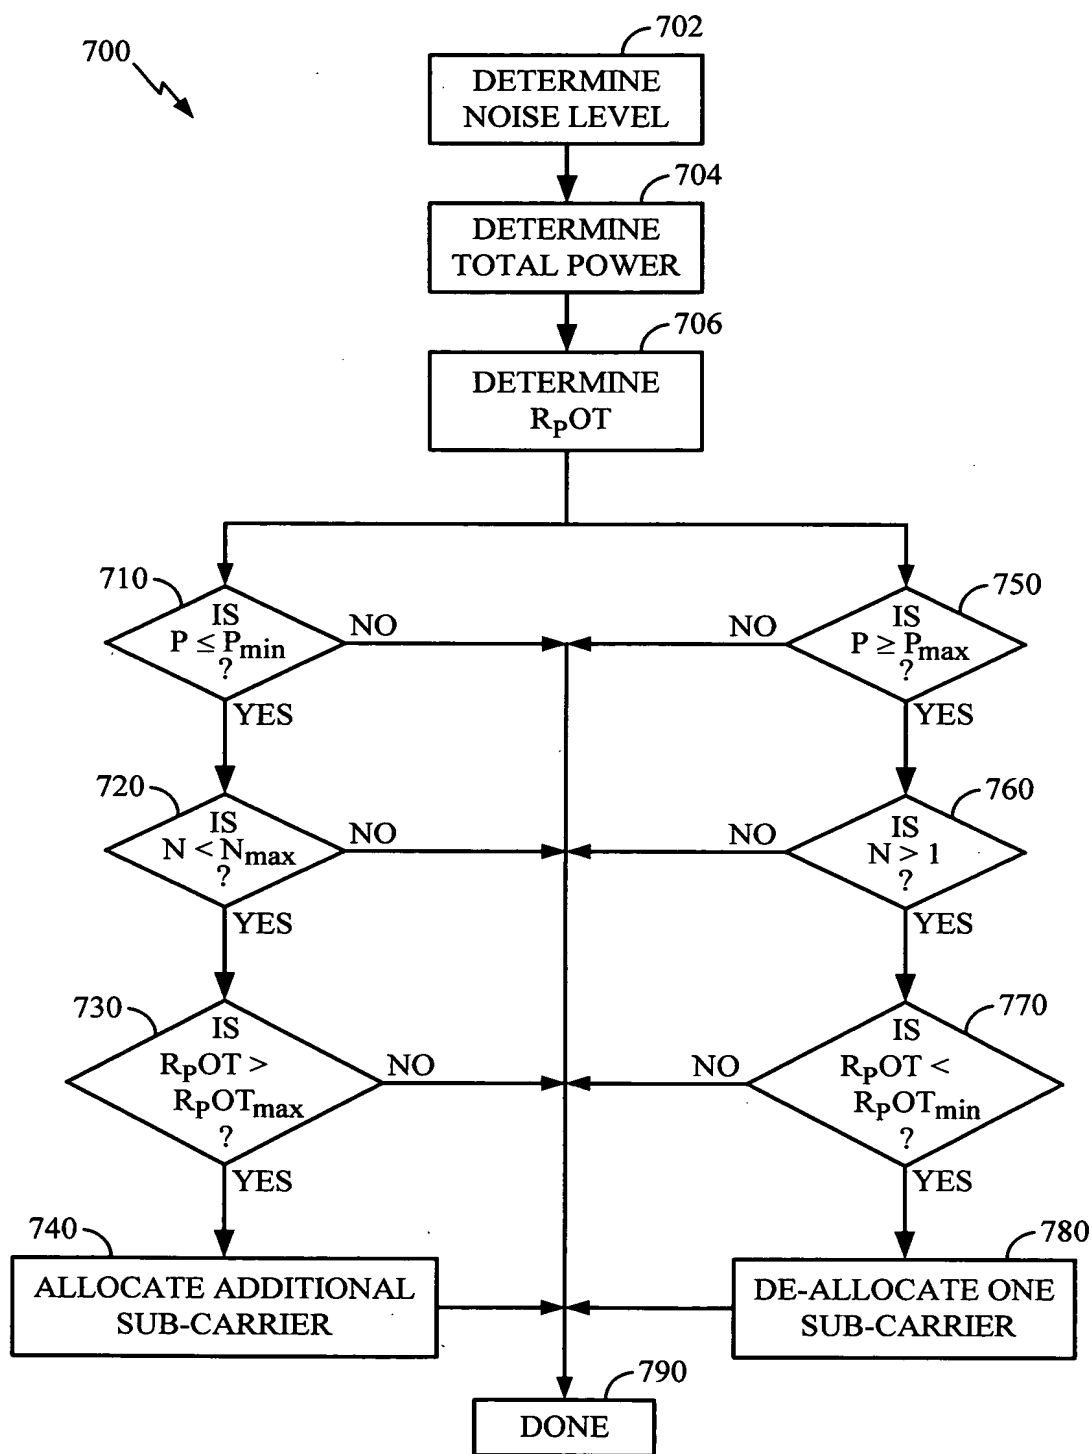 700
702
DETERMINE
NOISE LEVEL
704
DETERMINE
TOTAL POWER
706
DETERMINE
RPOT
710
IS
P ≤ Pmin
?
NO
YES
750
IS
P ≥ Pmax
?
NO
YES
720
IS
N < Nmax
?
NO
YES
760
IS
N > 1
?
NO
YES
730
IS
RPOT >
RPOTmax
?
NO
YES
770
IS
RPOT <
RPOTmin
?
NO
YES
740
ALLOCATE ADDITIONAL
SUB-CARRIER
780
DE-ALLOCATE ONE
SUB-CARRIER
790
DONE